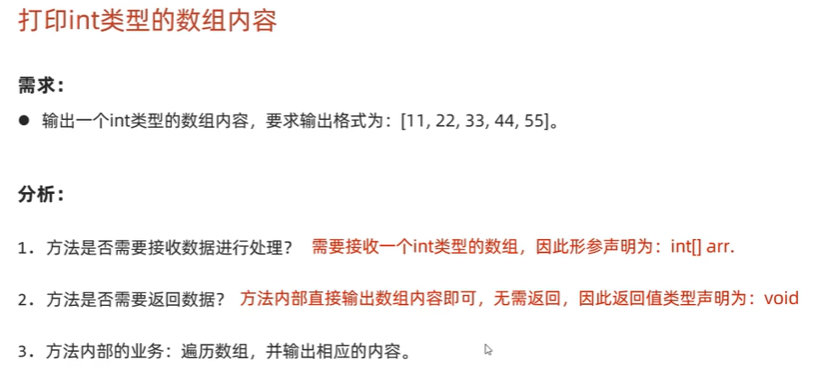 打印int类型的数组内容
需求：
● 输出一个int类型的数组内容，要求输出格式为：[11, 22, 33, 44, 55]。
分析：
1．方法是否需要接收数据进行处理？ 需要接收一个int类型的数组，因此形参声明为：int[] arr.
2．方法是否需要返回数据？ 方法内部直接输出数组内容即可，无需返回，因此返回值类型声明为：void
3．方法内部的业务：遍历数组，并输出相应的内容。